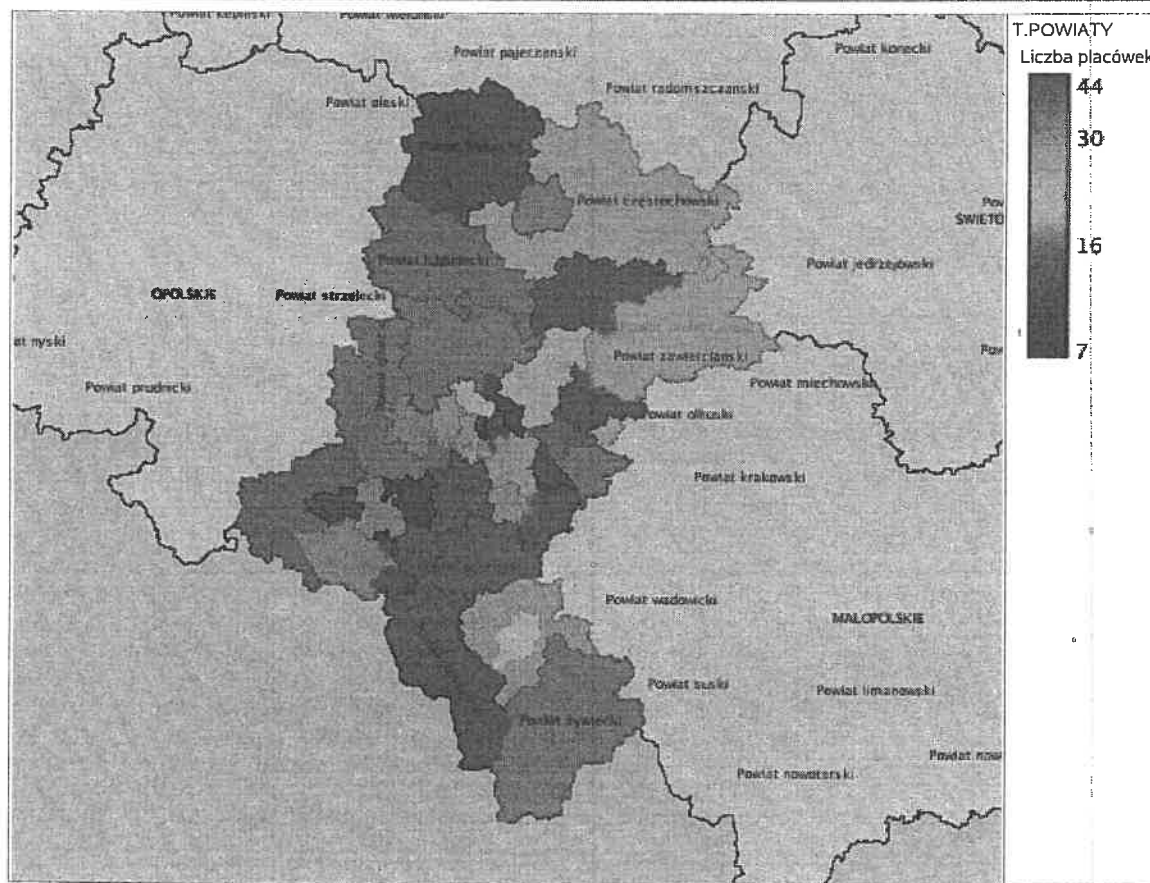 T.POWIATY
Liczba placówek
44
30
16
7
Powiat pajęczański
Powiat konecki
Powiat radomszczański
Powiat oleski
Powiat częstochowski
Powiat lubliniecki
Powiat jędrzejowski
OPOLSKIE
Powiat strzelecki
Powiat zawierciański
Powiat prudnicki
Powiat miechowski
Powiat olkuski
Powiat krakowski
Powiat wadowicki
MAŁOPOLSKIE
Powiat suski
Powiat limanowski
Powiat żywiecki
Powiat nowotarski